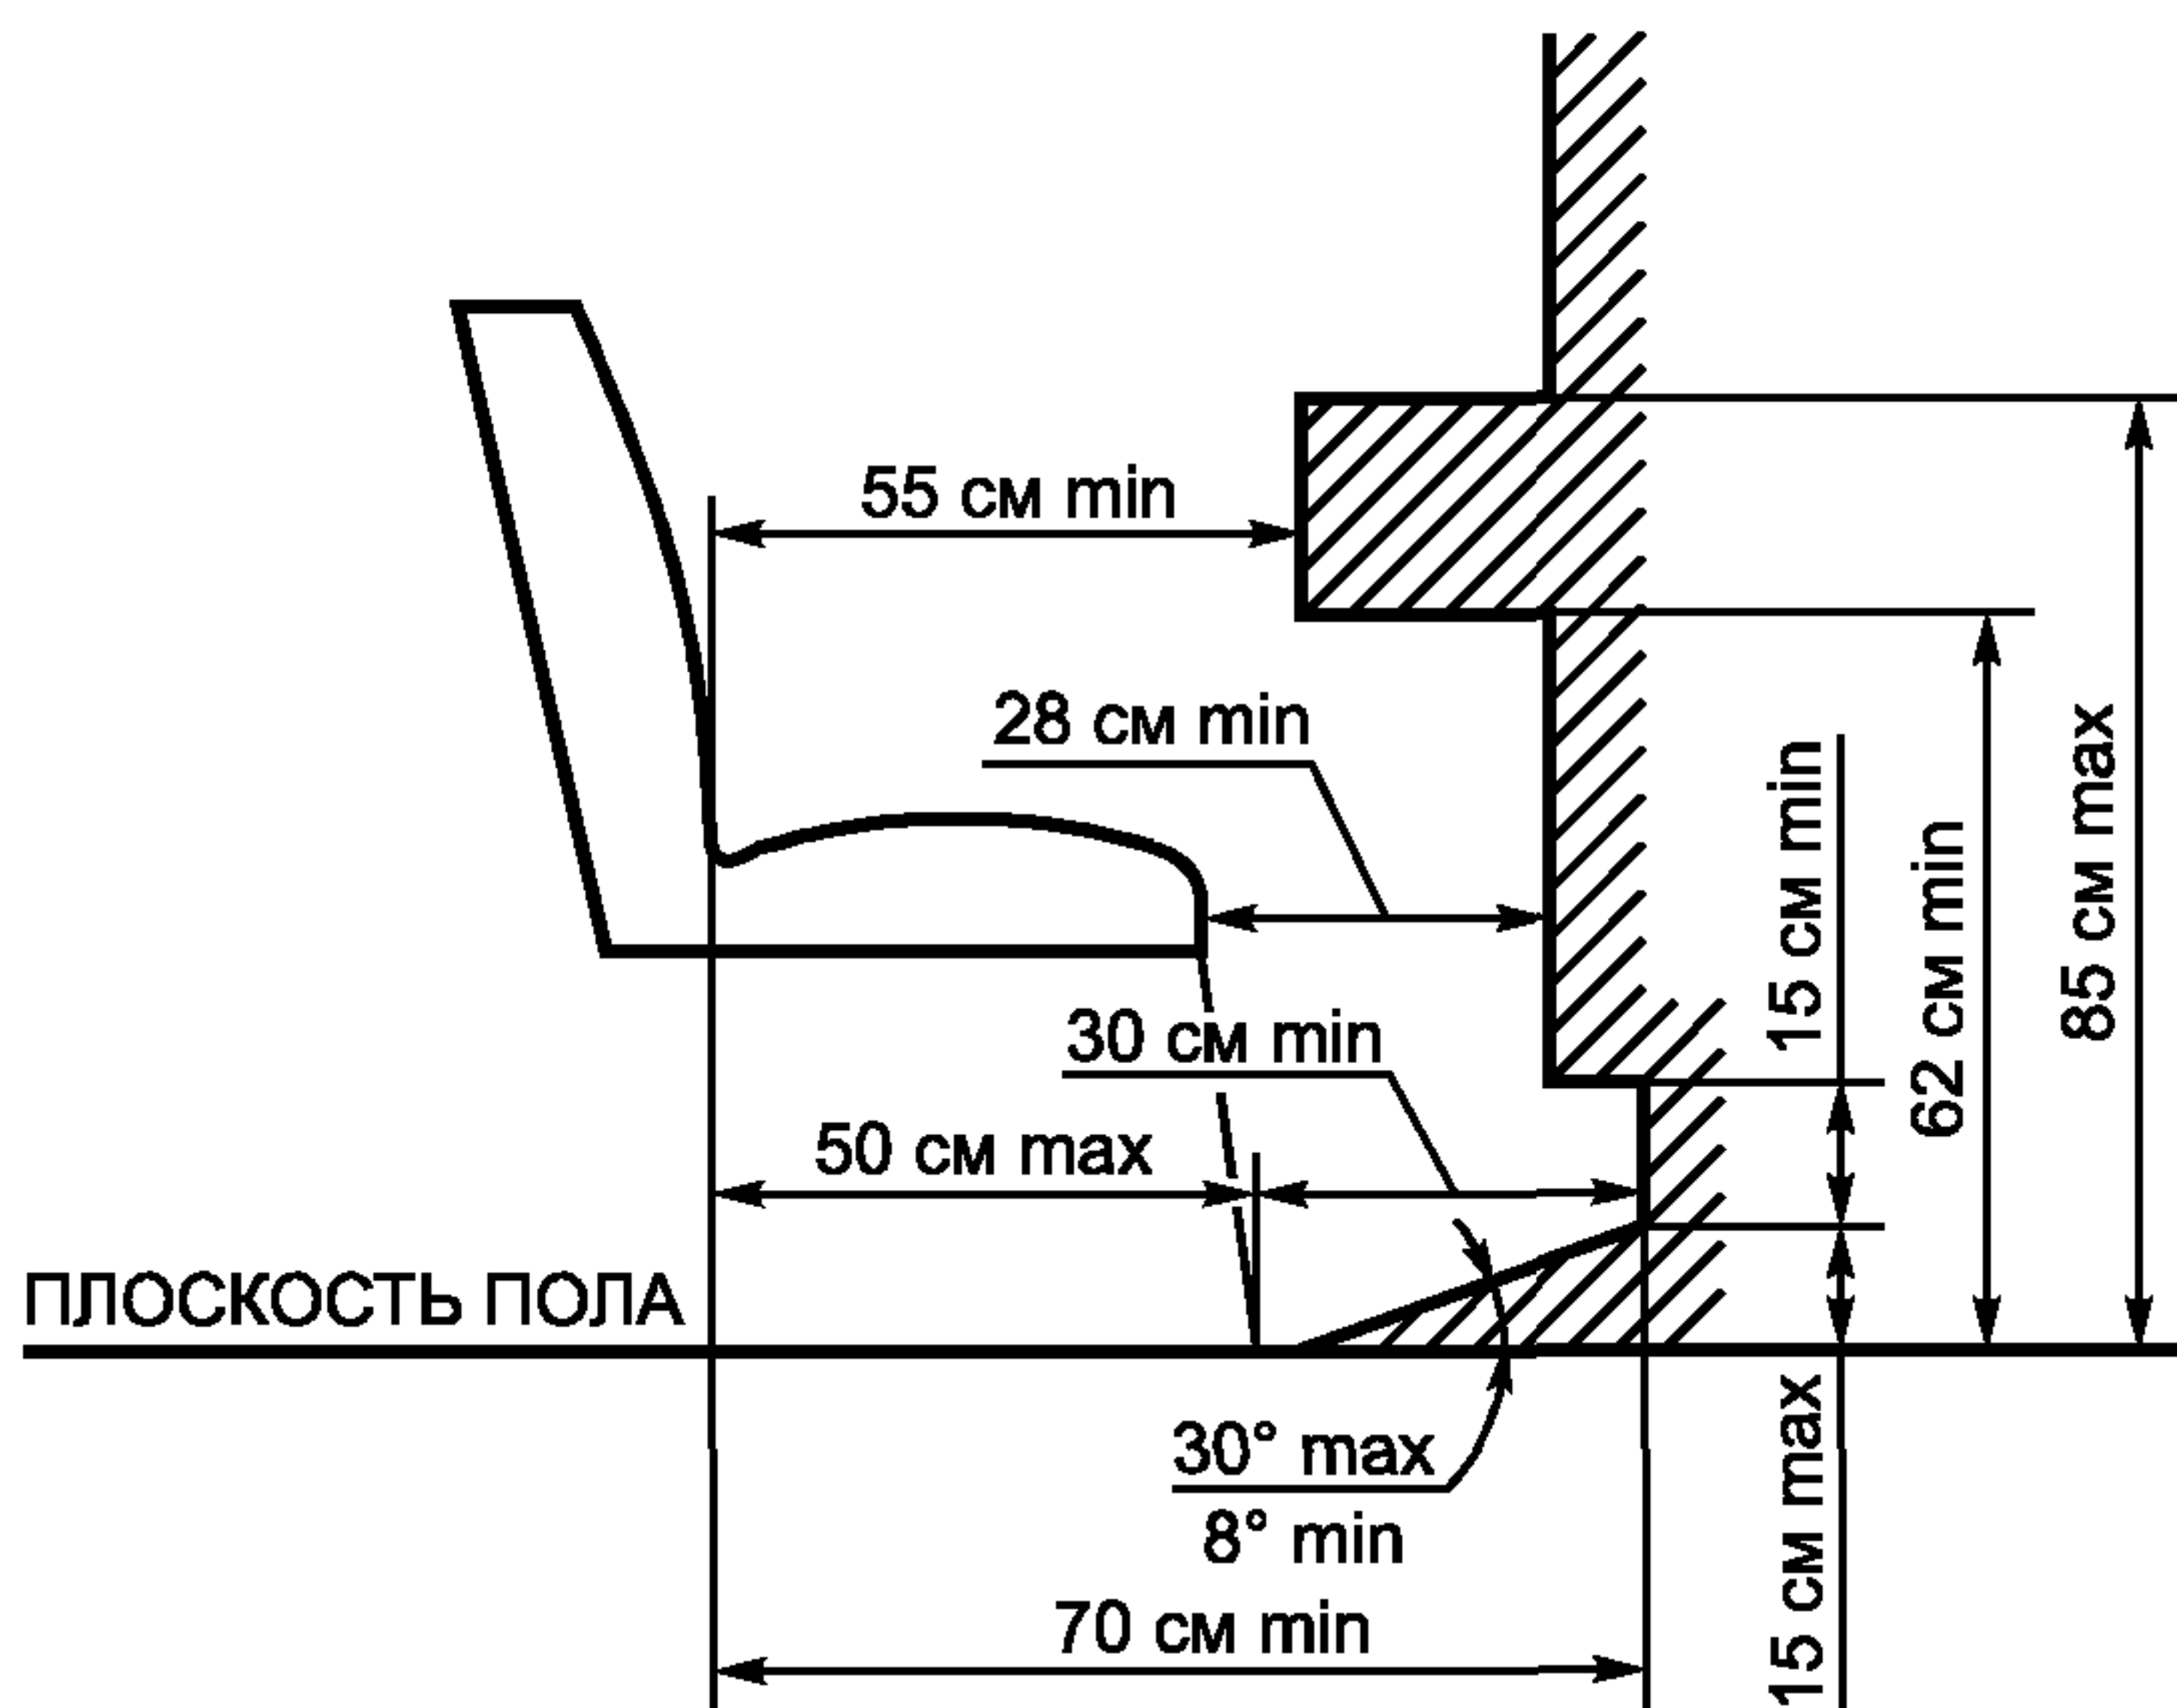 55 см min
28 см min
15 см min
62 см min
85 см max
30 см min
50 см max
ПЛОСКОСТЬ ПОЛА
30° max
8° min
15 см max
70 см min